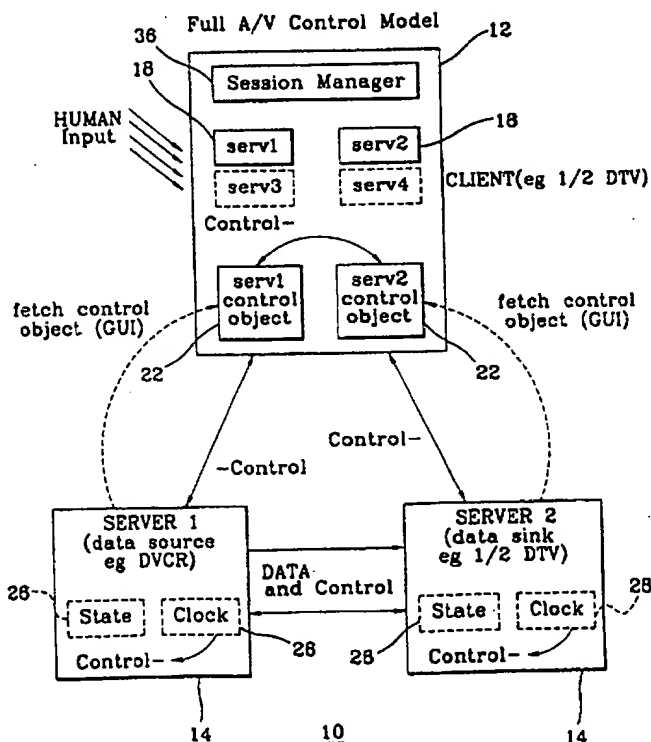 Full A/V Control Model
36
12
Session Manager
18
18
HUMAN
Input
serv1
serv2
serv3
serv4
CLIENT(eg 1/2 DTV)
Control-
serv1
control
object
serv2
control
object
fetch control
object (GUI)
fetch control
object (GUI)
22
22
-Control
Control-
SERVER 1
(data source
eg DVCR)
SERVER 2
(data sink
eg 1/2 DTV)
DATA
and Control
26
State
Clock
28
Control-
28
State
Clock
28
Control-
14
10
14